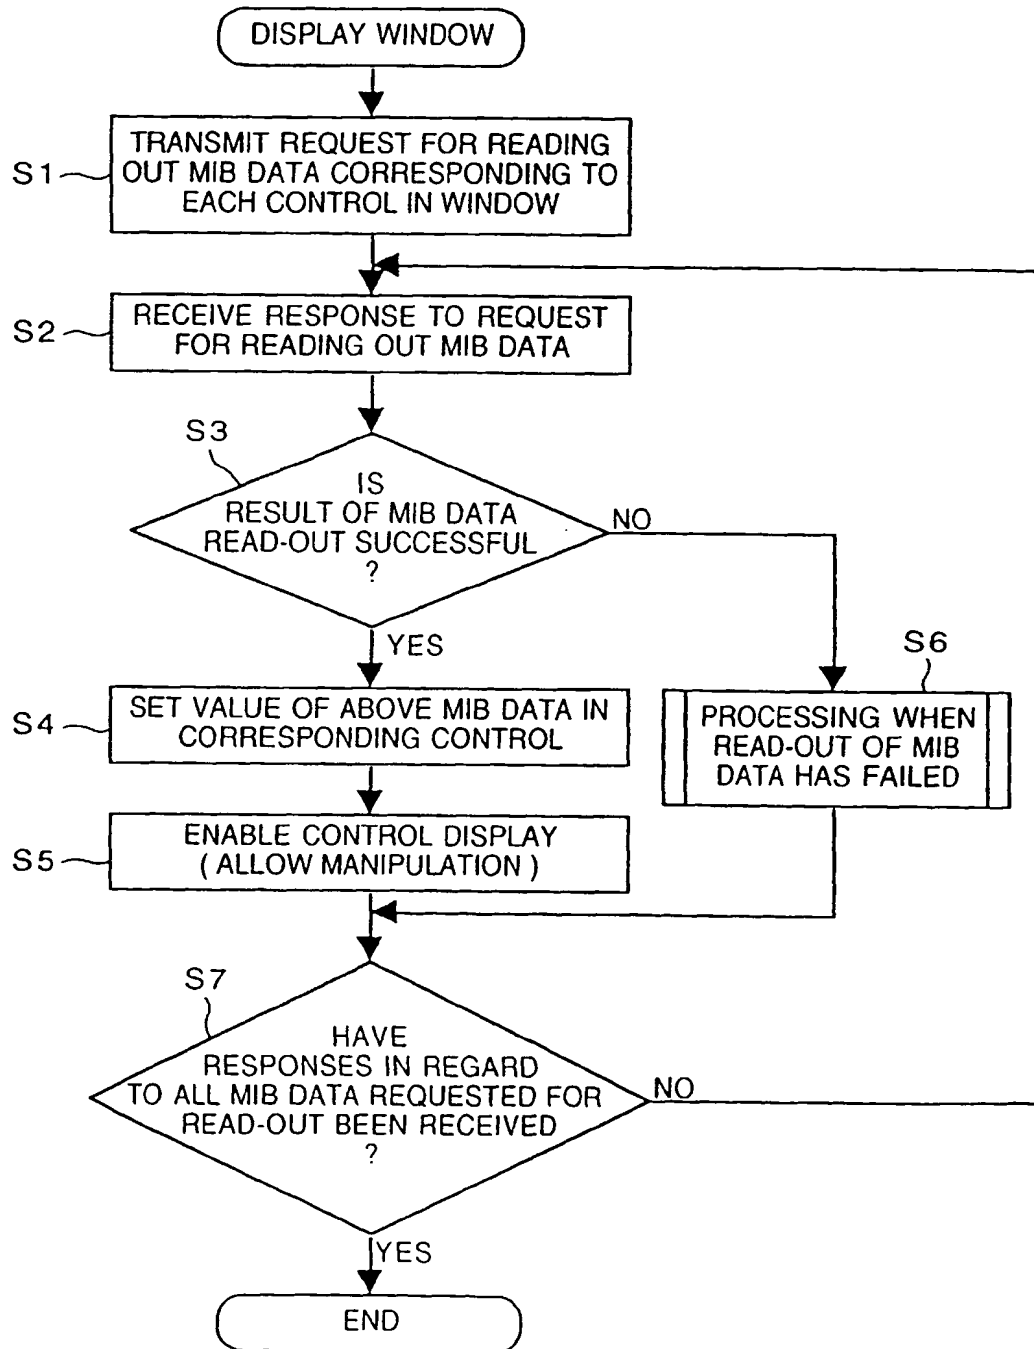 DISPLAY WINDOW
S1
TRANSMIT REQUEST FOR READING
OUT MIB DATA CORRESPONDING TO
EACH CONTROL IN WINDOW
S2
RECEIVE RESPONSE TO REQUEST
FOR READING OUT MIB DATA
S3
IS
RESULT OF MIB DATA
READ-OUT SUCCESSFUL
?
NO
YES
S4
SET VALUE OF ABOVE MIB DATA IN
CORRESPONDING CONTROL
S6
PROCESSING WHEN
READ-OUT OF MIB
DATA HAS FAILED
S5
ENABLE CONTROL DISPLAY
( ALLOW MANIPULATION )
S7
HAVE
RESPONSES IN REGARD
TO ALL MIB DATA REQUESTED FOR
READ-OUT BEEN RECEIVED
?
NO
YES
END